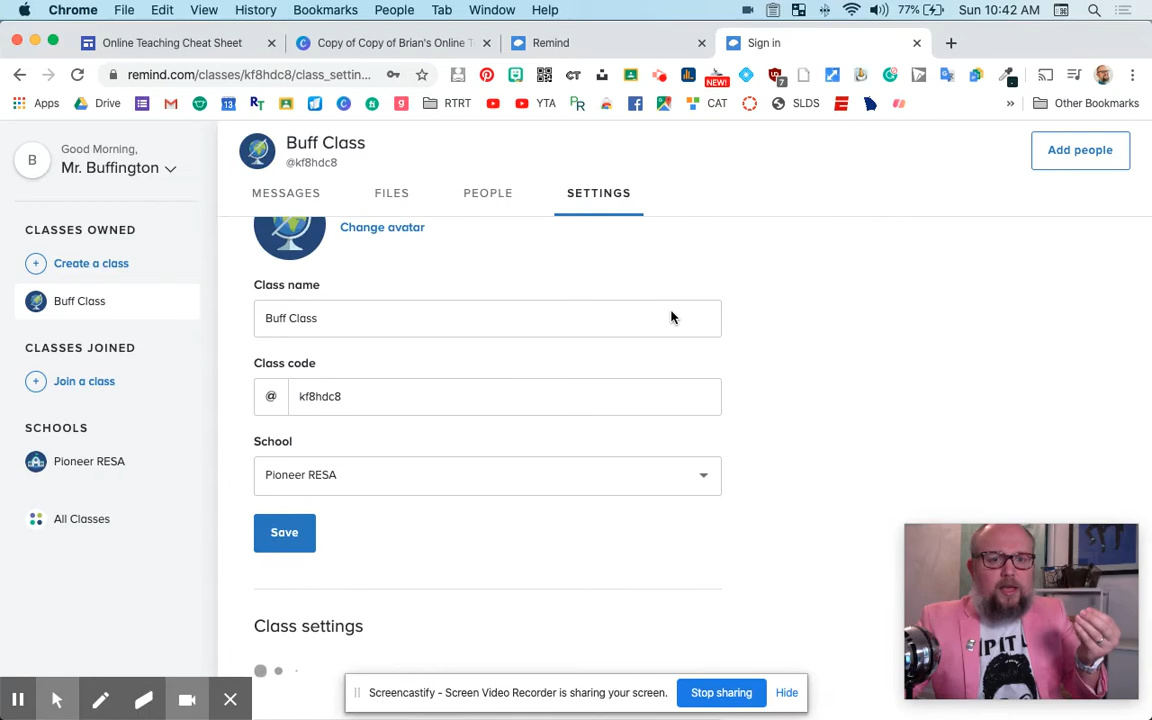 Chrome File Edit View History Bookmarks People Tab Window Help 77% Sun 10:42 AM
Online Teaching Cheat Sheet Copy of Copy of Brian's Online T Remind Sign in
remind.com/classes/kf8hdc8/class_settin... NEW! 7
Apps Drive RTRT YTA CAT SLDS Other Bookmarks
B
Good Morning,
Mr. Buffington
CLASSES OWNED
Create a class
Buff Class
CLASSES JOINED
Join a class
SCHOOLS
Pioneer RESA
All Classes
Buff Class
@kf8hdc8
Add people
MESSAGES FILES PEOPLE SETTINGS
Change avatar
Class name
Buff Class
Class code
@ kf8hdc8
School
Pioneer RESA
Save
Class settings
Screencastify - Screen Video Recorder is sharing your screen. Stop sharing Hide